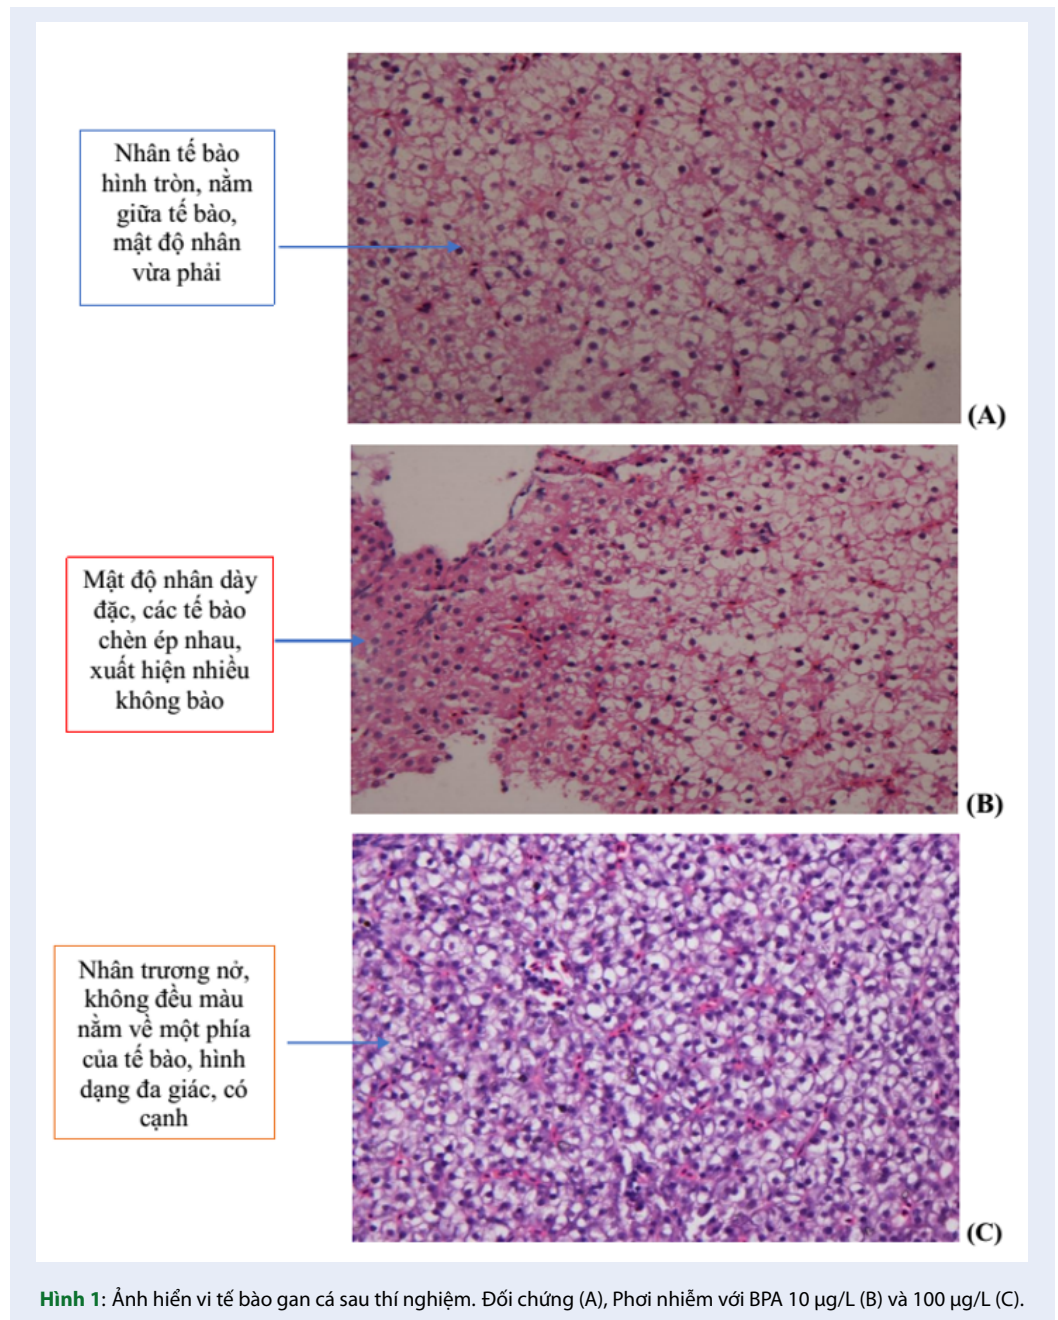 Nhân tế bào
hình tròn, nằm
giữa tế bào,
mật độ nhân
vừa phải
(A)
Mật độ nhân dày
đặc, các tế bào
chèn ép nhau,
xuất hiện nhiều
không bào
(B)
Nhân trương nở,
không đều màu
nằm về một phía
của tế bào, hình
dạng đa giác, có
cạnh
(C)
Hình 1: Ảnh hiển vi tế bào gan cá sau thí nghiệm. Đối chứng (A), Phơi nhiễm với BPA 10 µg/L (B) và 100 µg/L (C).